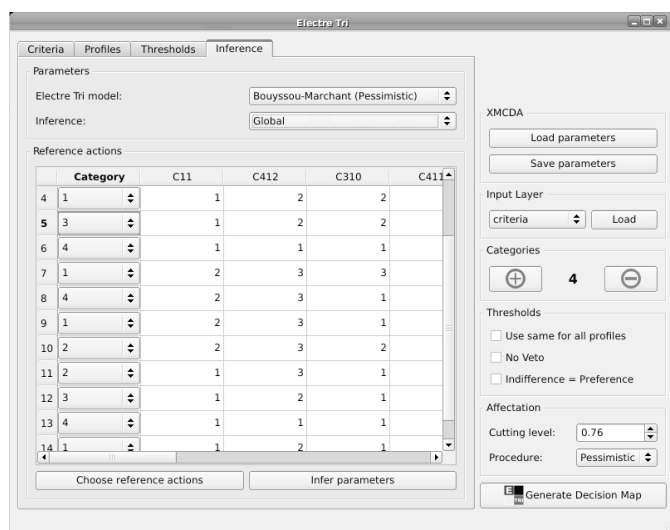 Electre Tri
Criteria Profiles Thresholds Inference
Parameters
Electre Tri model: Bouyssou-Marchant (Pessimistic)
Inference: Global
Reference actions
Category C11 C412 C310 C411
4 1 1 2 2
5 3 1 2 2
6 4 1 1 1
7 1 2 3 3
8 4 2 3 1
9 1 2 3 1
10 2 2 3 2
11 2 1 3 1
12 3 1 2 1
13 4 1 1 1
14 1 1 2 1
Choose reference actions Infer parameters
XMCDA
Load parameters
Save parameters
Input Layer
criteria Load
Categories
4
Thresholds
Use same for all profiles
No Veto
Indifference = Preference
Affectation
Cutting level: 0.76
Procedure: Pessimistic
Generate Decision Map